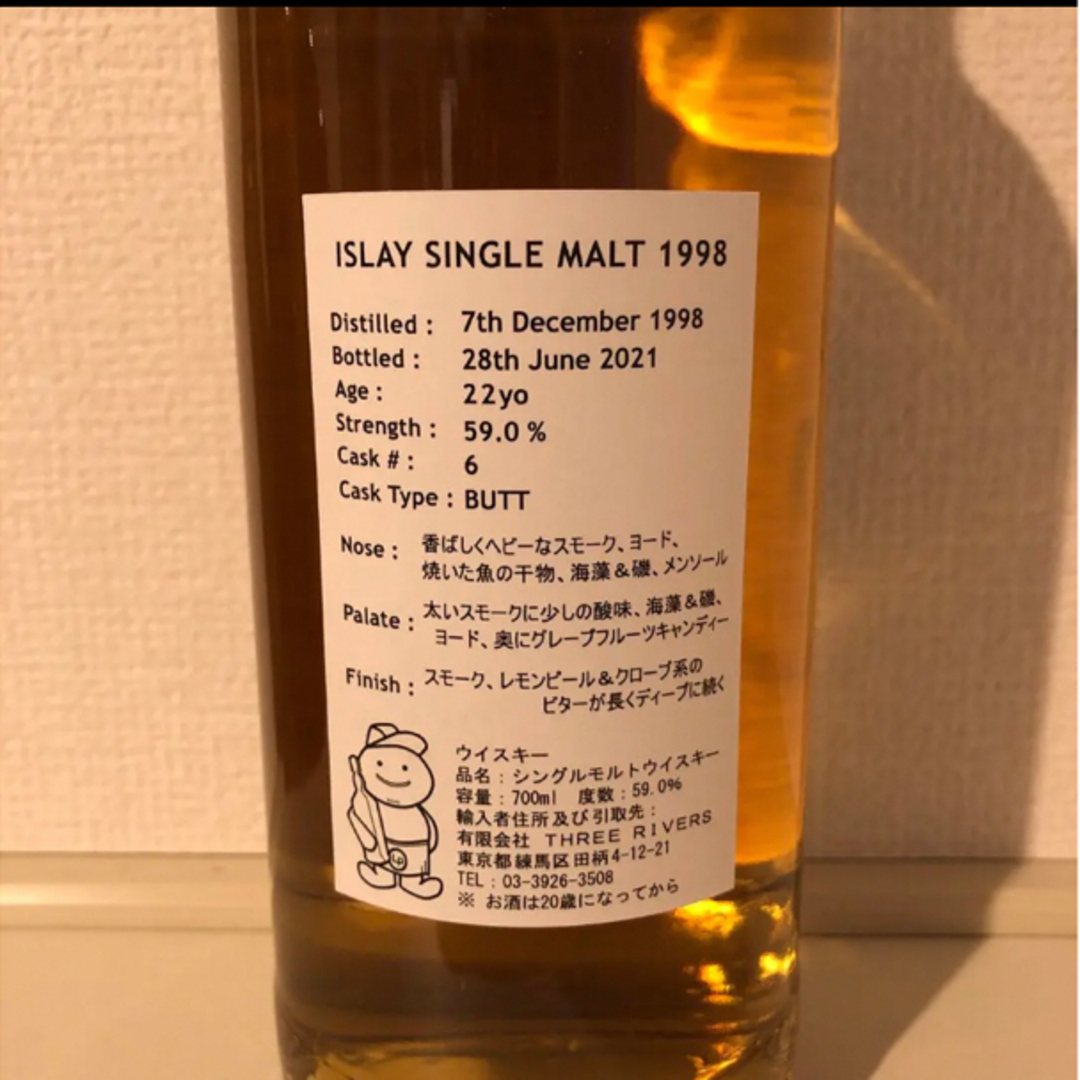 ISLAY SINGLE MALT 1998
Distilled : 7th December 1998
Bottled : 28th June 2021
Age : 22yo
Strength : 59.0 %
Cask # : 6
Cask Type : BUTT
Nose : 香ばしくヘビーなスモーク、ヨード、
焼いた魚の干物、海藻＆磯、メンソール
Palate : 太いスモークに少しの酸味、海藻＆磯、
ヨード、奥にグレープフルーツキャンディー
Finish : スモーク、レモンピール＆クローブ系の
ビターが長くディープに続く
ウイスキー
品名：シングルモルトウイスキー
容量：700ml 度数：59.0%
輸入者住所及び引取先：
有限会社 THREE RIVERS
東京都練馬区田柄4-12-21
TEL：03-3926-3508
※ お酒は20歳になってから